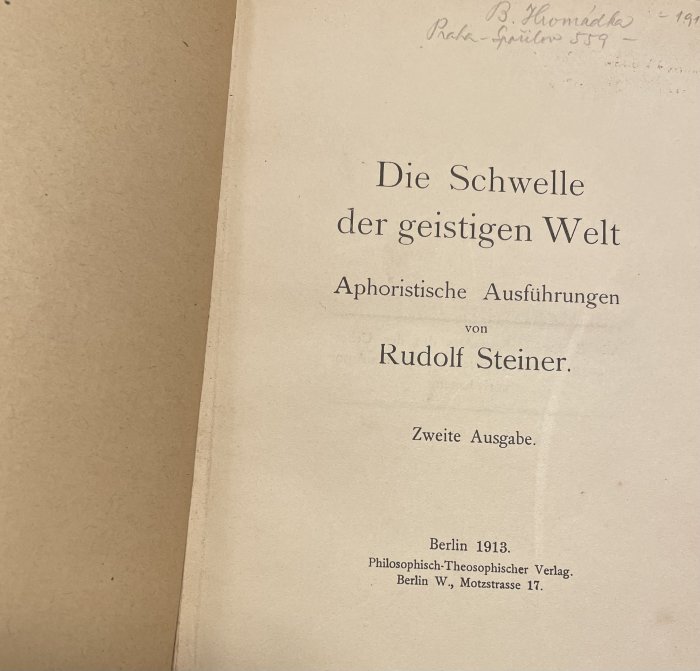 B. Hromádka - 191
Praha - Spořilov 559 -
Die Schwelle
der geistigen Welt
Aphoristische Ausführungen
von
Rudolf Steiner.
Zweite Ausgabe.
Berlin 1913.
Philosophisch-Theosophischer Verlag.
Berlin W., Motzstrasse 17.